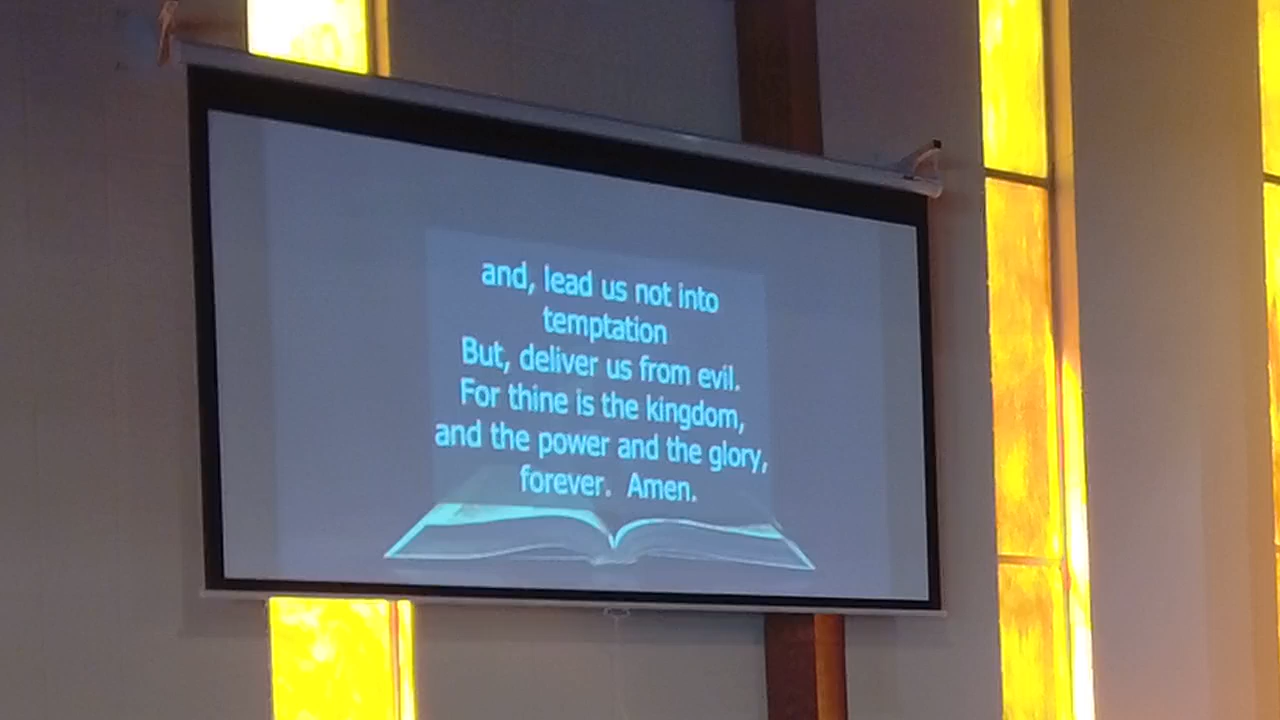 and, lead us not into
temptation
But, deliver us from evil.
For thine is the kingdom,
and the power and the glory,
forever.  Amen.